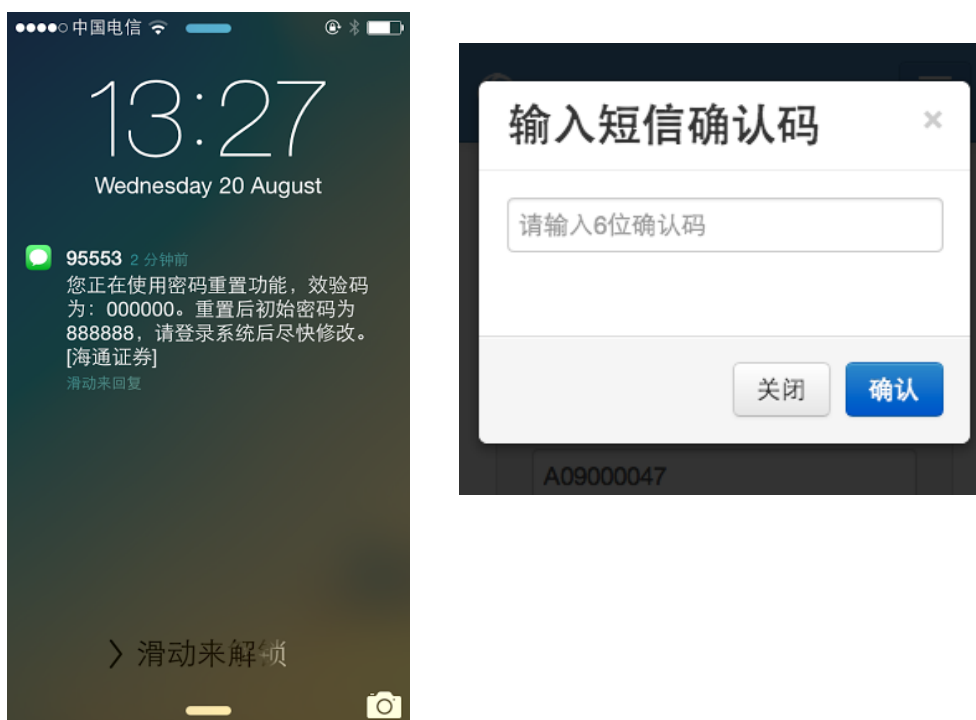 中国电信
13:27
Wednesday 20 August
95553 2 分钟前
您正在使用密码重置功能，效验码
为：000000。重置后初始密码为
888888，请登录系统后尽快修改。
[海通证券]
滑动来回复
滑动来解锁
输入短信确认码
×
请输入6位确认码
关闭
确认
A09000047